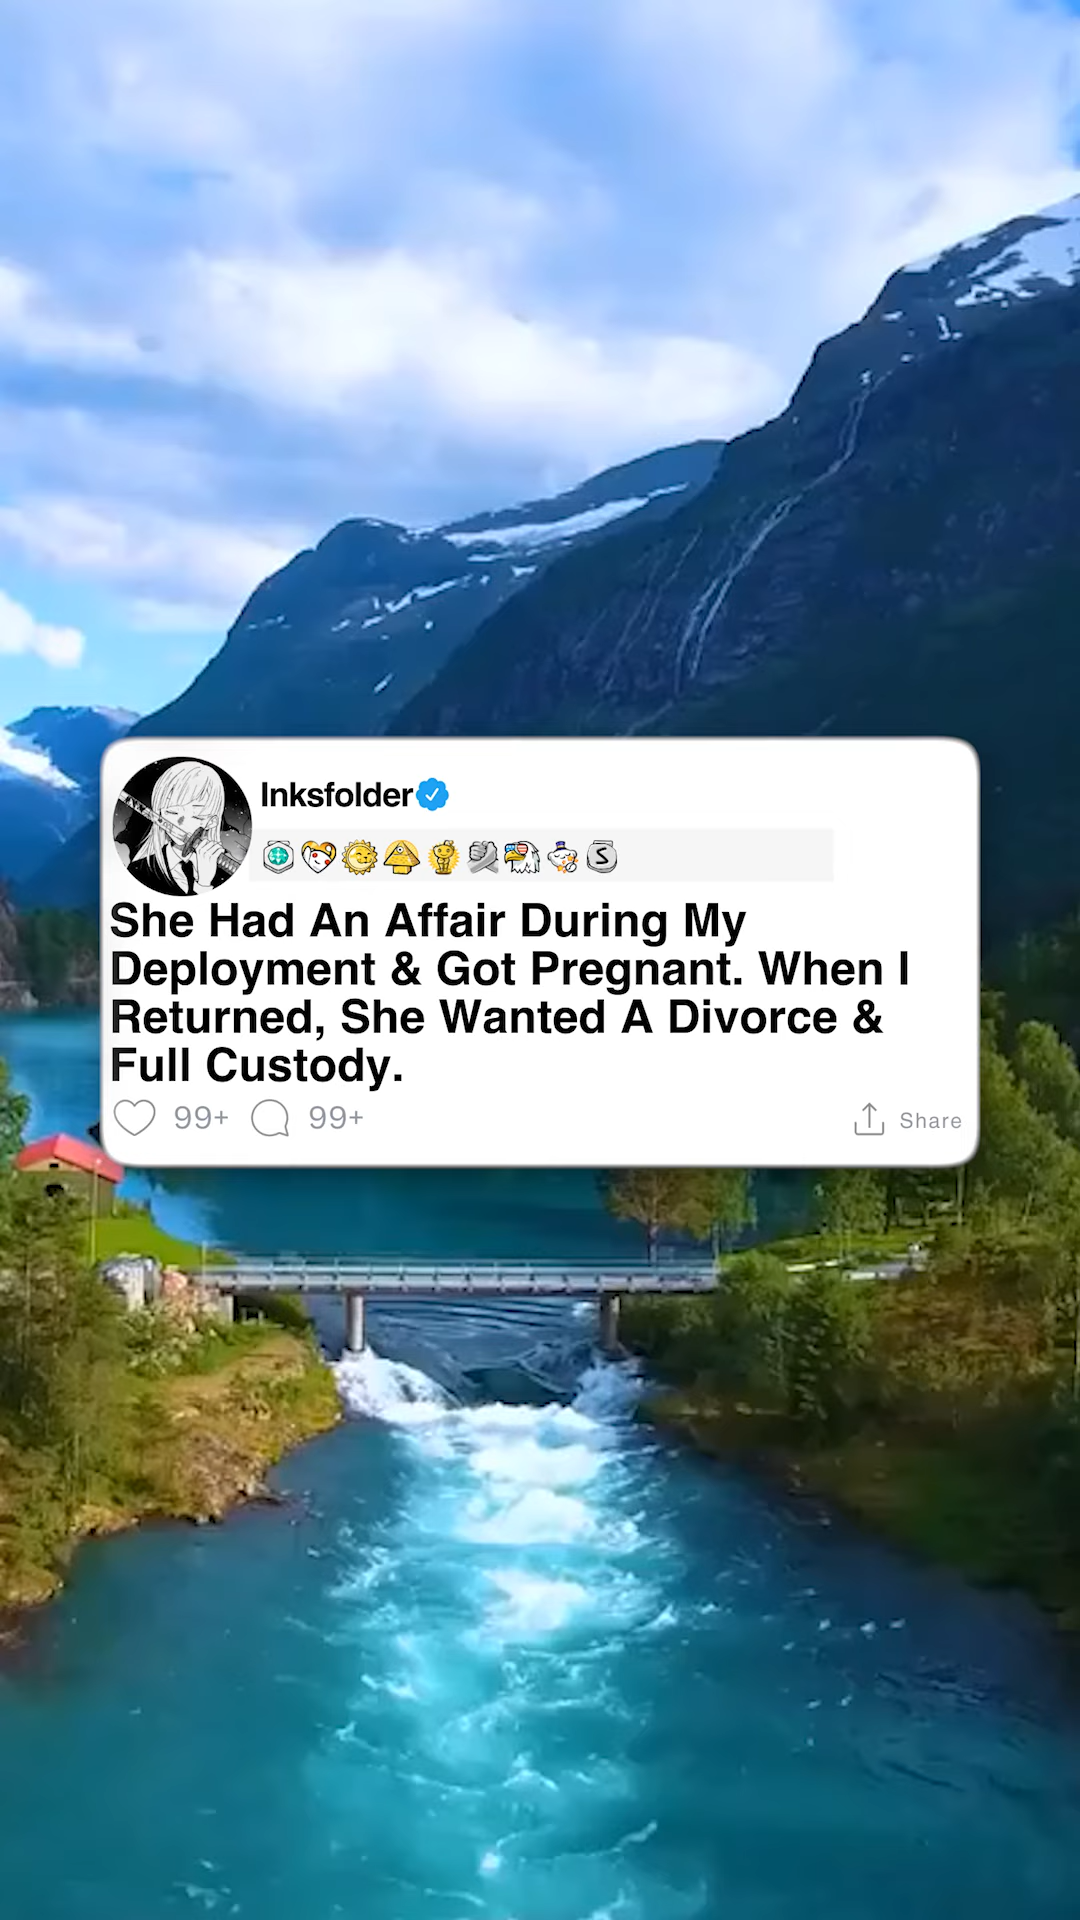 Inksfolder
She Had An Affair During My
Deployment & Got Pregnant. When I
Returned, She Wanted A Divorce &
Full Custody.
99+ 99+ Share